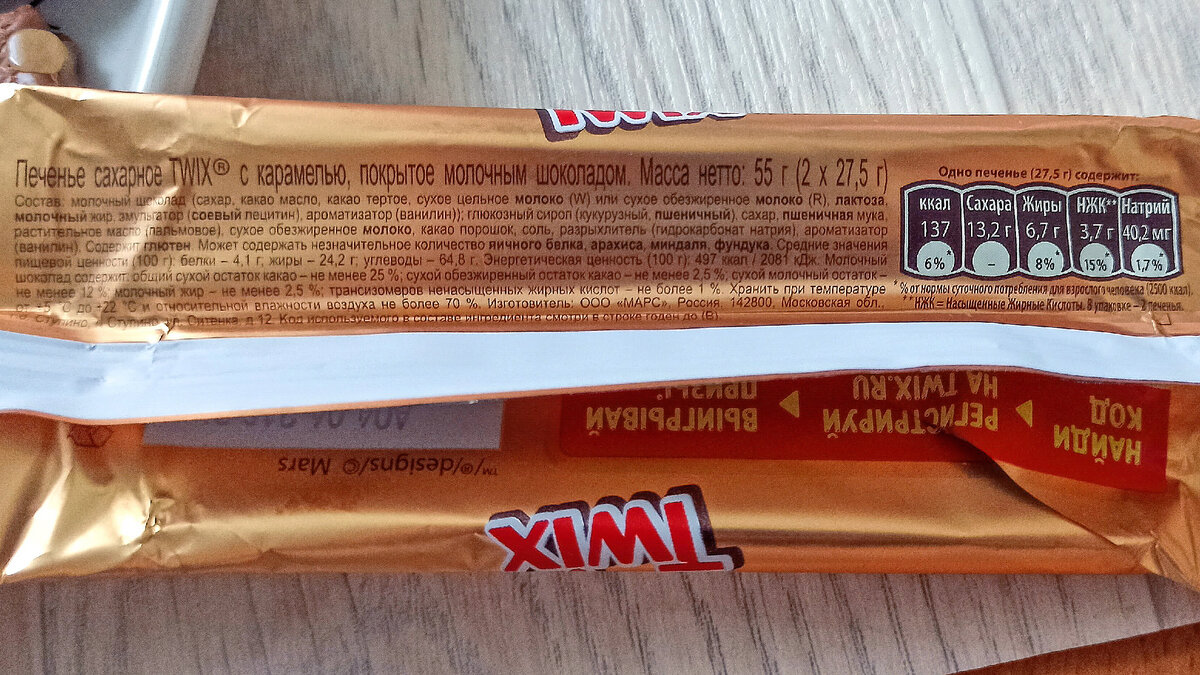 TWIX
Печенье сахарное TWIX® с карамелью, покрытое молочным шоколадом. Масса нетто: 55 г (2 x 27,5 г)
Состав: молочный шоколад (сахар, какао масло, какао тертое, сухое цельное молоко (W) или сухое обезжиренное молоко (R), лактоза,
молочный жир, эмульгатор (соевый лецитин), ароматизатор (ванилин)); глюкозный сироп (кукурузный, пшеничный), сахар, пшеничная мука,
растительное масло (пальмовое), сухое обезжиренное молоко, какао порошок, соль, разрыхлитель (гидрокарбонат натрия), ароматизатор
(ванилин). Содержит глютен. Может содержать незначительное количество яичного белка, арахиса, миндаля, фундука. Средние значения
пищевой ценности (100 г): белки – 4,1 г; жиры – 24,2 г; углеводы – 64,8 г. Энергетическая ценность (100 г): 497 ккал / 2081 кДж. Молочный
шоколад содержит: общий сухой остаток какао – не менее 25 %; сухой обезжиренный остаток какао – не менее 2,5 %; сухой молочный остаток –
не менее 12 %; молочный жир – не менее 2,5 %; трансизомеров ненасыщенных жирных кислот – не более 1 %. Хранить при температуре
до +22 °С и относительной влажности воздуха не более 70 %. Изготовитель: ООО «МАРС», Россия, 142800, Московская обл.,
Ступино, Ситенка, д.12. Код используемого в составе ингредиента смотри в строке годен до (В)
Одно печенье (27,5 г) содержит:
ккал Сахара Жиры НЖК** Натрий
137 13,2 г 6,7 г 3,7 г 40,2 мг
6%* – 8%* 15%* 1,7%*
*% от нормы суточного потребления для взрослого человека (2500 ккал),
**НЖК – Насыщенные Жирные Кислоты. В упаковке – 2 печенья.
НАЙДИ
КОД
РЕГИСТРИРУЙ
НА TWIX.RU
ВЫИГРЫВАЙ
ПРИЗЫ
™/®/designs/© Mars
TWIX